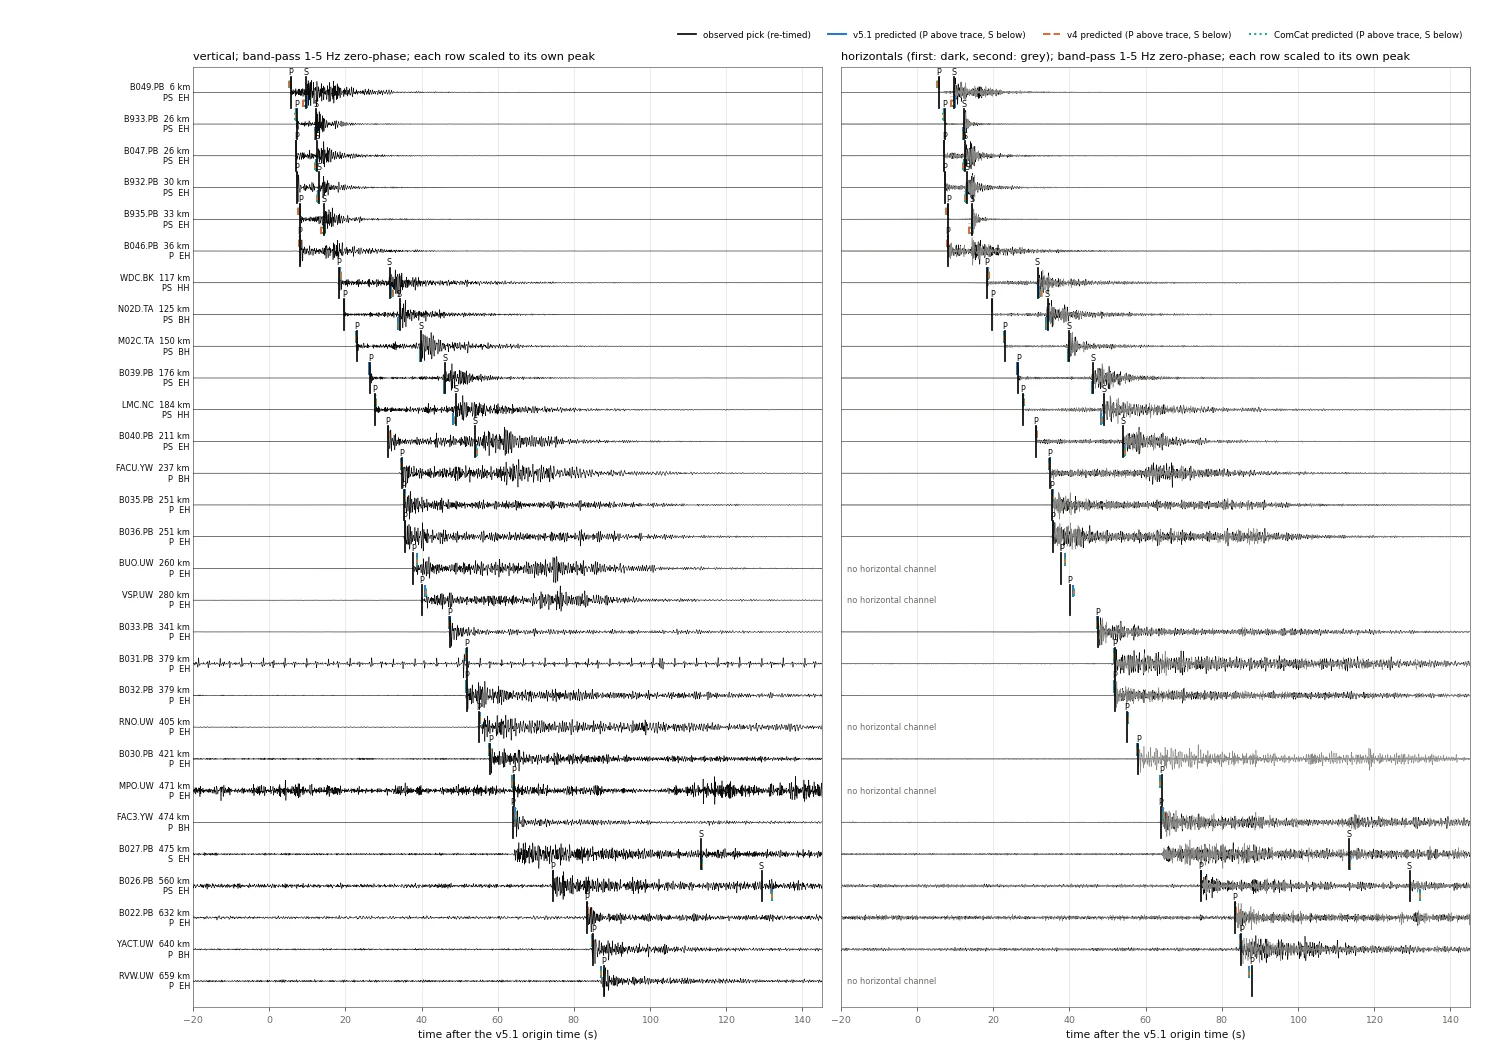 observed pick (re-timed) v5.1 predicted (P above trace, S below) v4 predicted (P above trace, S below) ComCat predicted (P above trace, S below)
vertical; band-pass 1-5 Hz zero-phase; each row scaled to its own peak
horizontals (first: dark, second: grey); band-pass 1-5 Hz zero-phase; each row scaled to its own peak
B049.PB 6 km
PS EH
B933.PB 26 km
PS EH
B047.PB 26 km
PS EH
B932.PB 30 km
PS EH
B935.PB 33 km
PS EH
B046.PB 36 km
P EH
WDC.BK 117 km
PS HH
N02D.TA 125 km
PS BH
M02C.TA 150 km
PS BH
B039.PB 176 km
PS EH
LMC.NC 184 km
PS HH
B040.PB 211 km
PS EH
FACU.YW 237 km
P BH
B035.PB 251 km
P EH
B036.PB 251 km
P EH
BUO.UW 260 km
P EH
no horizontal channel
VSP.UW 280 km
P EH
no horizontal channel
B033.PB 341 km
P EH
B031.PB 379 km
P EH
B032.PB 379 km
P EH
RNO.UW 405 km
P EH
no horizontal channel
B030.PB 421 km
P EH
MPO.UW 471 km
P EH
no horizontal channel
FAC3.YW 474 km
P BH
B027.PB 475 km
S EH
B026.PB 560 km
PS EH
B022.PB 632 km
P EH
YACT.UW 640 km
P BH
RVW.UW 659 km
P EH
no horizontal channel
−20 0 20 40 60 80 100 120 140
−20 0 20 40 60 80 100 120 140
time after the v5.1 origin time (s)
time after the v5.1 origin time (s)